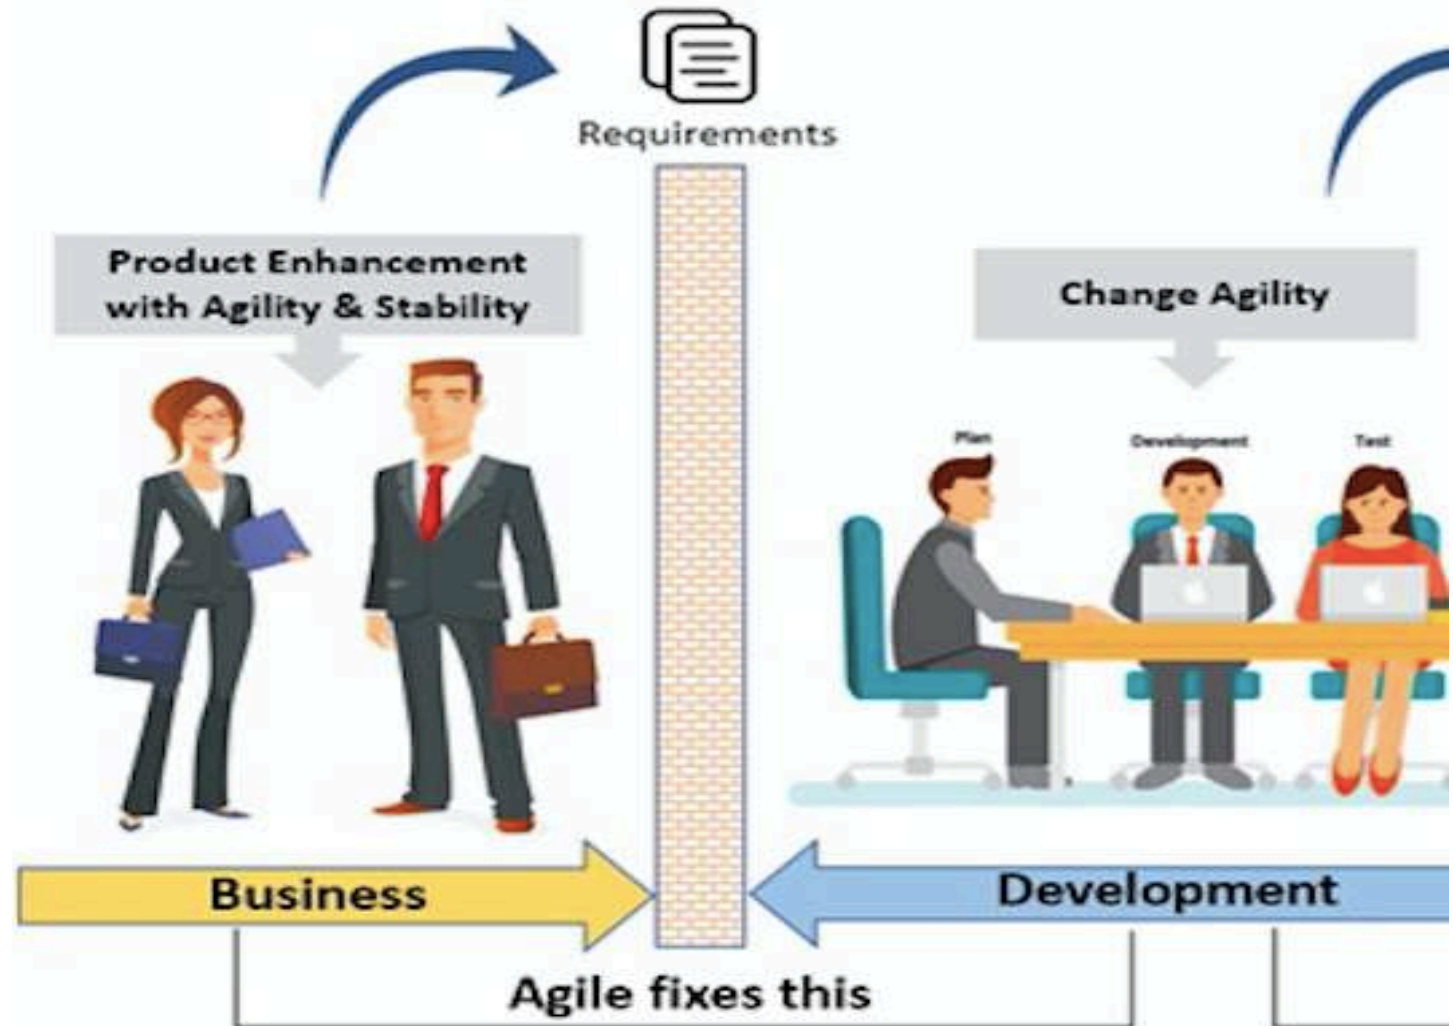 Requirements
Product Enhancement
with Agility & Stability
Change Agility
Plan
Development
Test
Business
Development
Agile fixes this